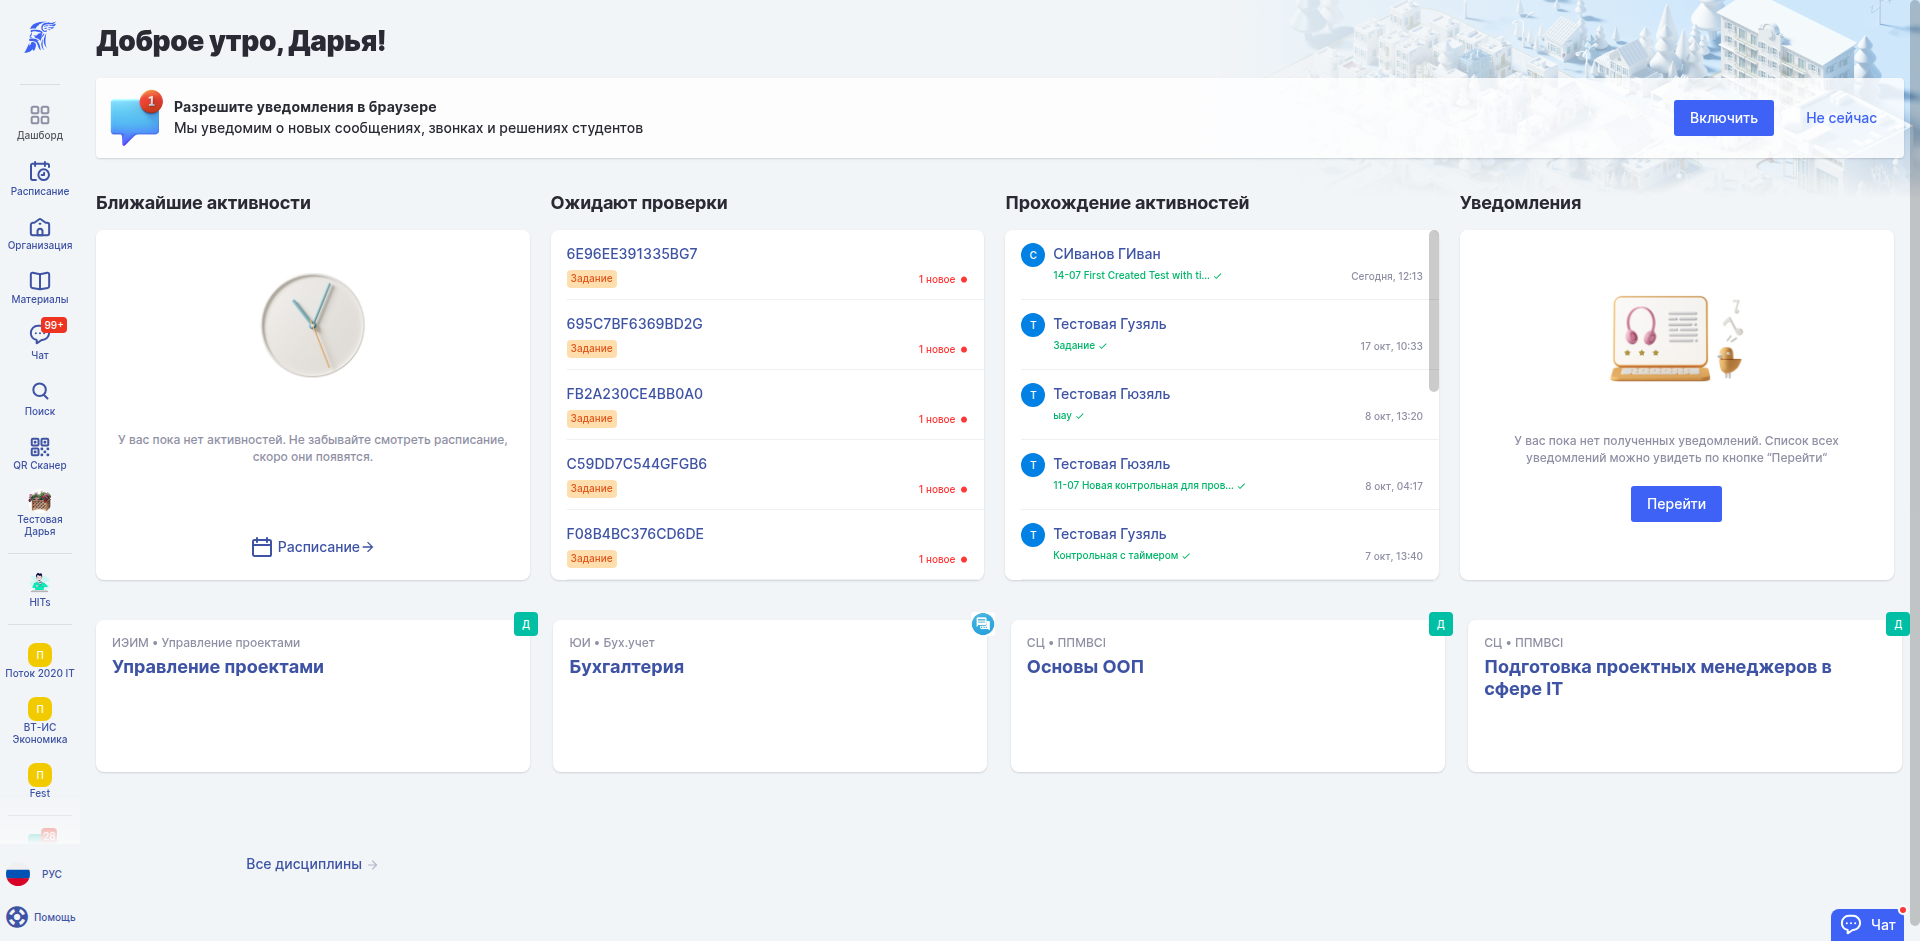 Доброе утро, Дарья!
1
Разрешите уведомления в браузере
Мы уведомим о новых сообщениях, звонках и решениях студентов
Включить
Не сейчас
Дашборд
Расписание
Организация
Материалы
99+
Чат
Поиск
QR Сканер
Тестовая
Дарья
HITs
П
Поток 2020 IT
П
ВТ-ИС
Экономика
П
Fest
28
РУС
Помощь
Ближайшие активности
У вас пока нет активностей. Не забывайте смотреть расписание,
скоро они появятся.
Расписание
Ожидают проверки
6E96EE391335BG7
Задание
1 новое
695C7BF6369BD2G
Задание
1 новое
FB2A230CE4BB0A0
Задание
1 новое
C59DD7C544GFGB6
Задание
1 новое
F08B4BC376CD6DE
Задание
1 новое
Прохождение активностей
С
СИванов ГИван
14-07 First Created Test with ti...
Сегодня, 12:13
Т
Тестовая Гузяль
Задание
17 окт, 10:33
Т
Тестовая Гюзяль
ыау
8 окт, 13:20
Т
Тестовая Гюзяль
11-07 Новая контрольная для пров...
8 окт, 04:17
Т
Тестовая Гузяль
Контрольная с таймером
7 окт, 13:40
Уведомления
У вас пока нет полученных уведомлений. Список всех
уведомлений можно увидеть по кнопке “Перейти”
Перейти
Д
ИЭИМ • Управление проектами
Управление проектами
ЮИ • Бух.учет
Бухгалтерия
Д
СЦ • ППМВСI
Основы ООП
Д
СЦ • ППМВСI
Подготовка проектных менеджеров в
сфере IT
Все дисциплины
Чат